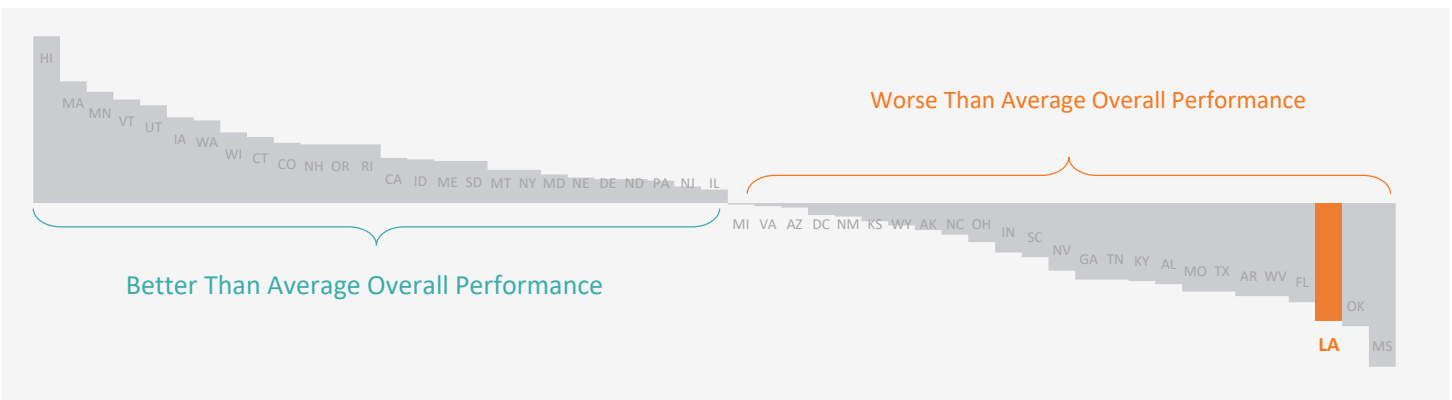 HI
MA
MN
VT
UT
IA
WA
WI
CT
CO
NH
OR
RI
CA
ID
ME
SD
MT
NY
MD
NE
DE
ND
PA
NJ
IL
Worse Than Average Overall Performance
MI
VA
AZ
DC
NM
KS
WY
AK
NC
OH
IN
SC
NV
GA
TN
KY
AL
MO
TX
AR
WV
FL
LA
OK
MS
Better Than Average Overall Performance